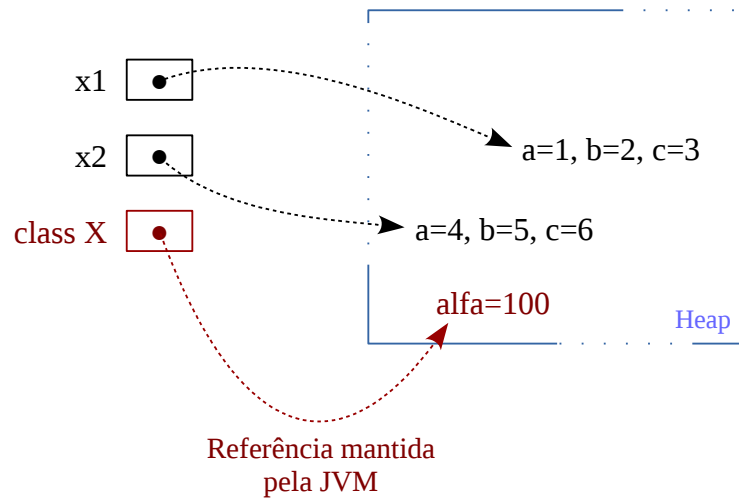 x1
a=1, b=2, c=3
x2
a=4, b=5, c=6
class X
alfa=100
Heap
Referência mantida
pela JVM